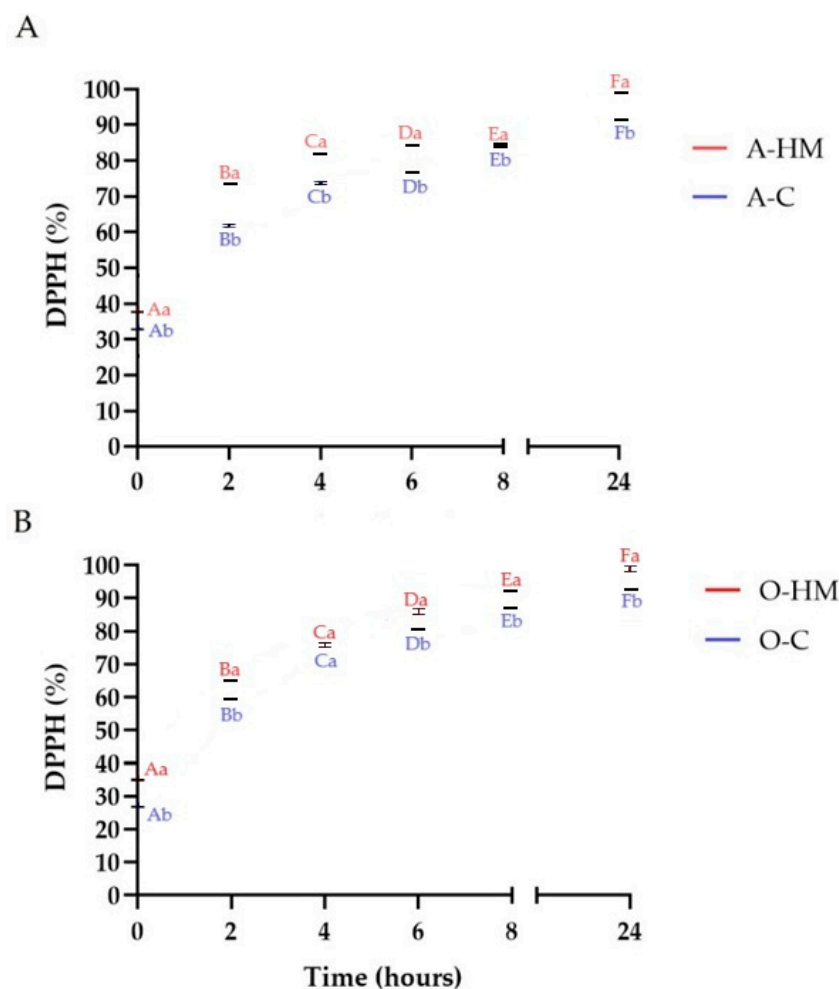 A
100
90
80
70
60
50
40
30
20
10
0
DPPH (%)
Aa
Ab
Ba
Bb
Ca
Cb
Da
Db
Ea
Eb
Fa
Fb
0 2 4 6 8 24
A-HM
A-C
B
100
90
80
70
60
50
40
30
20
10
0
DPPH (%)
Aa
Ab
Ba
Bb
Ca
Ca
Da
Db
Ea
Eb
Fa
Fb
0 2 4 6 8 24
Time (hours)
O-HM
O-C